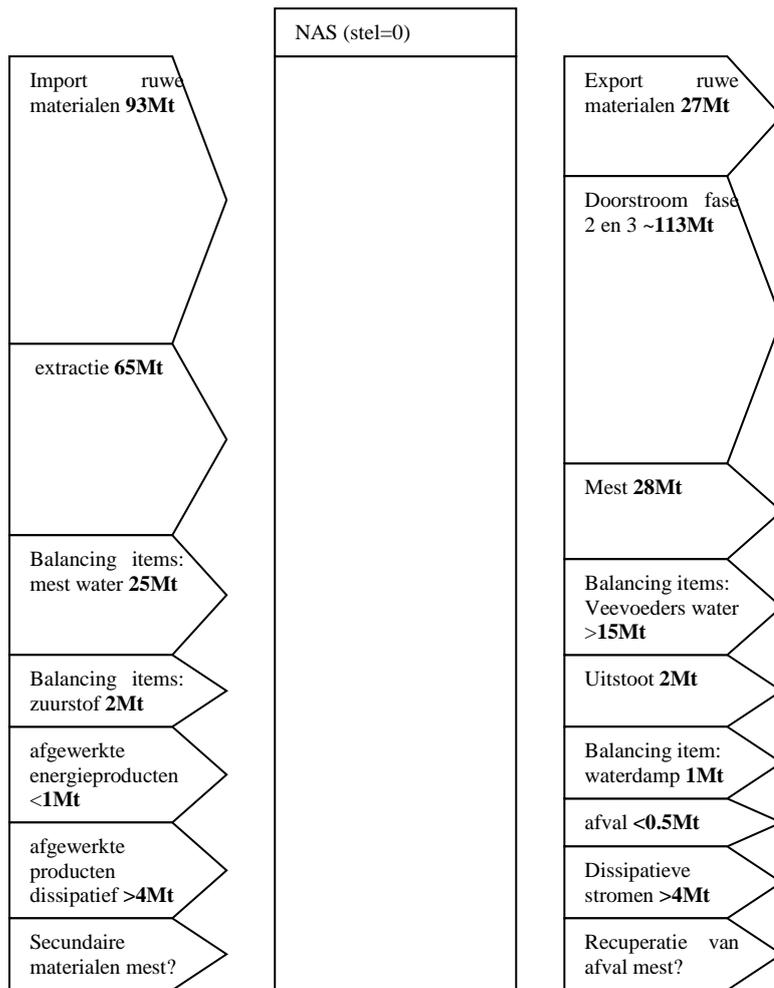 NAS (stel=0)
Import ruwe
materialen 93Mt
extractie 65Mt
Balancing items:
mest water 25Mt
Balancing items:
zuurstof 2Mt
afgewerkte
energieproducten
<1Mt
afgewerkte
producten
dissipatief >4Mt
Secundaire
materialen mest?
Export ruwe
materialen 27Mt
Doorstroom fase
2 en 3 ~113Mt
Mest 28Mt
Balancing items:
Veevoeders water
>15Mt
Uitstoot 2Mt
Balancing item:
waterdamp 1Mt
afval <0.5Mt
Dissipatieve
stromen >4Mt
Recuperatie van
afval mest?